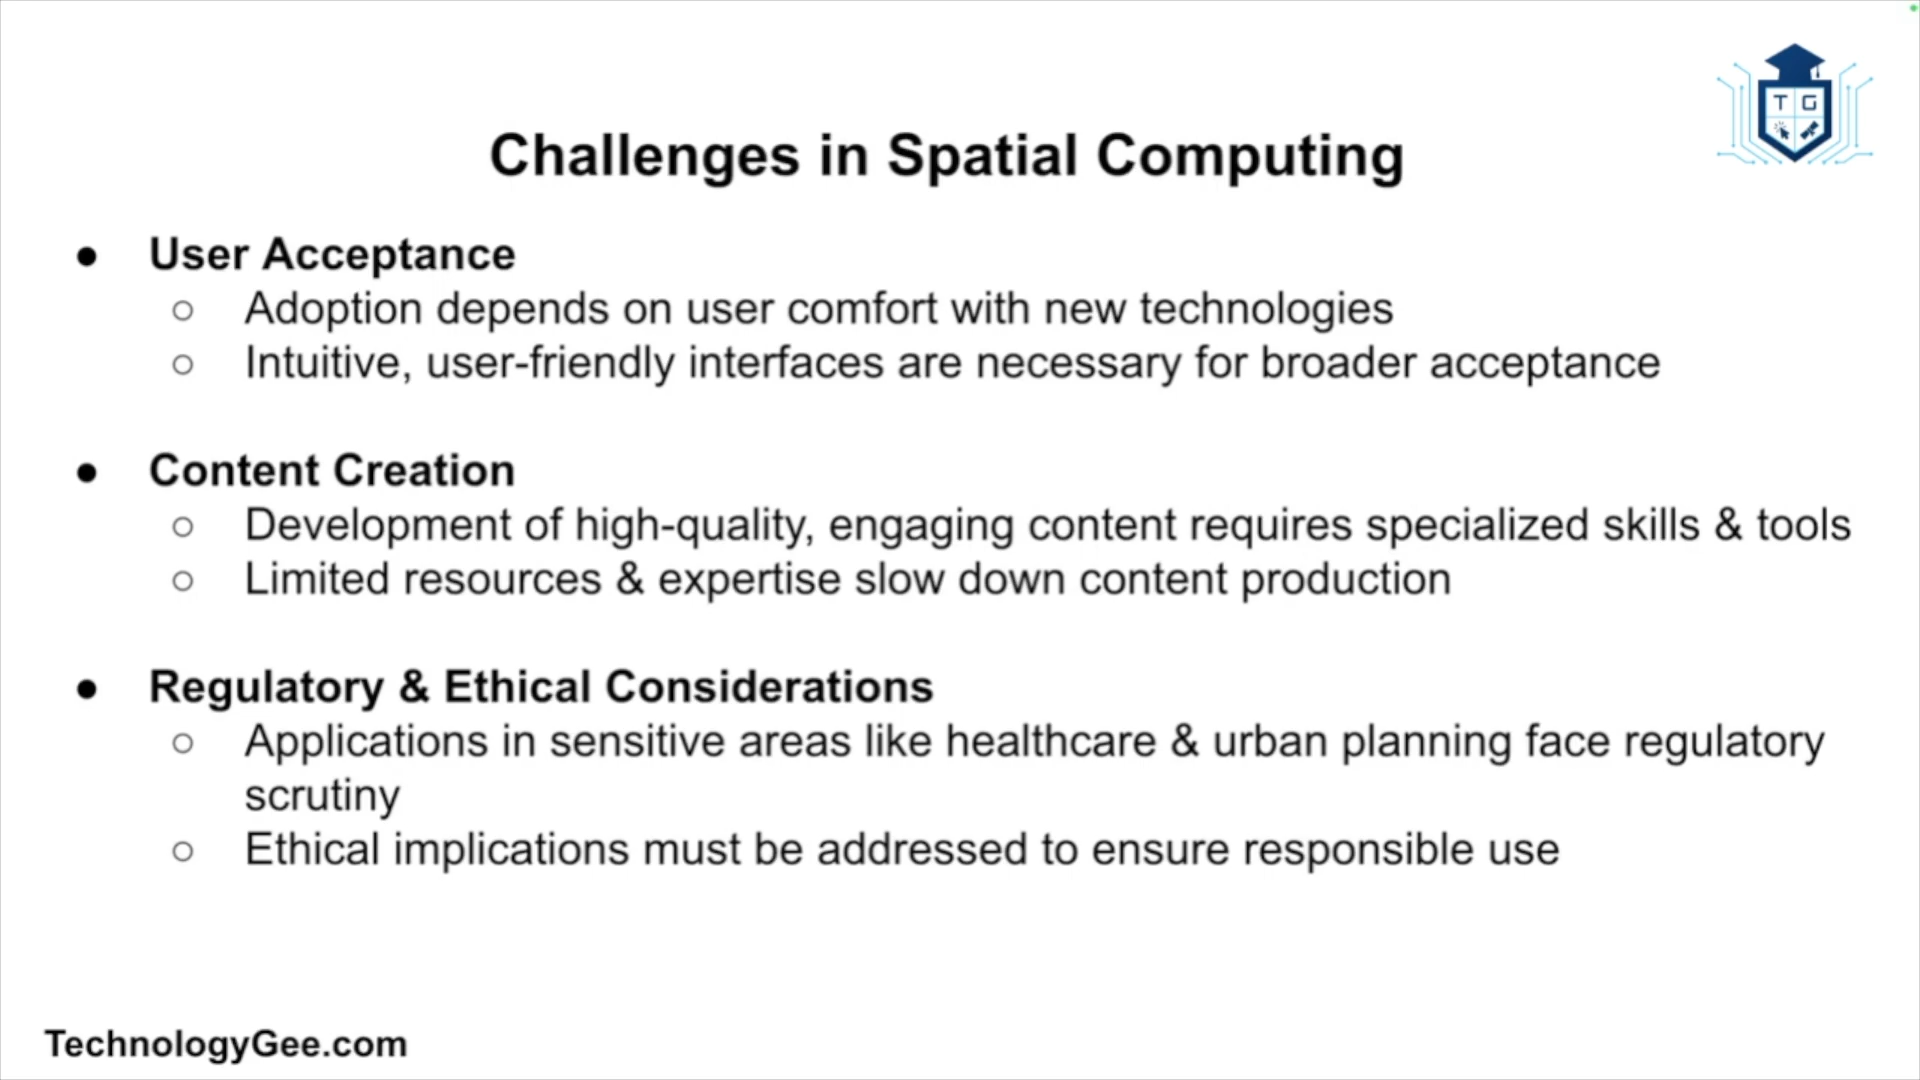 T G
Challenges in Spatial Computing
● User Acceptance
○ Adoption depends on user comfort with new technologies
○ Intuitive, user-friendly interfaces are necessary for broader acceptance
● Content Creation
○ Development of high-quality, engaging content requires specialized skills & tools
○ Limited resources & expertise slow down content production
● Regulatory & Ethical Considerations
○ Applications in sensitive areas like healthcare & urban planning face regulatory
scrutiny
○ Ethical implications must be addressed to ensure responsible use
TechnologyGee.com